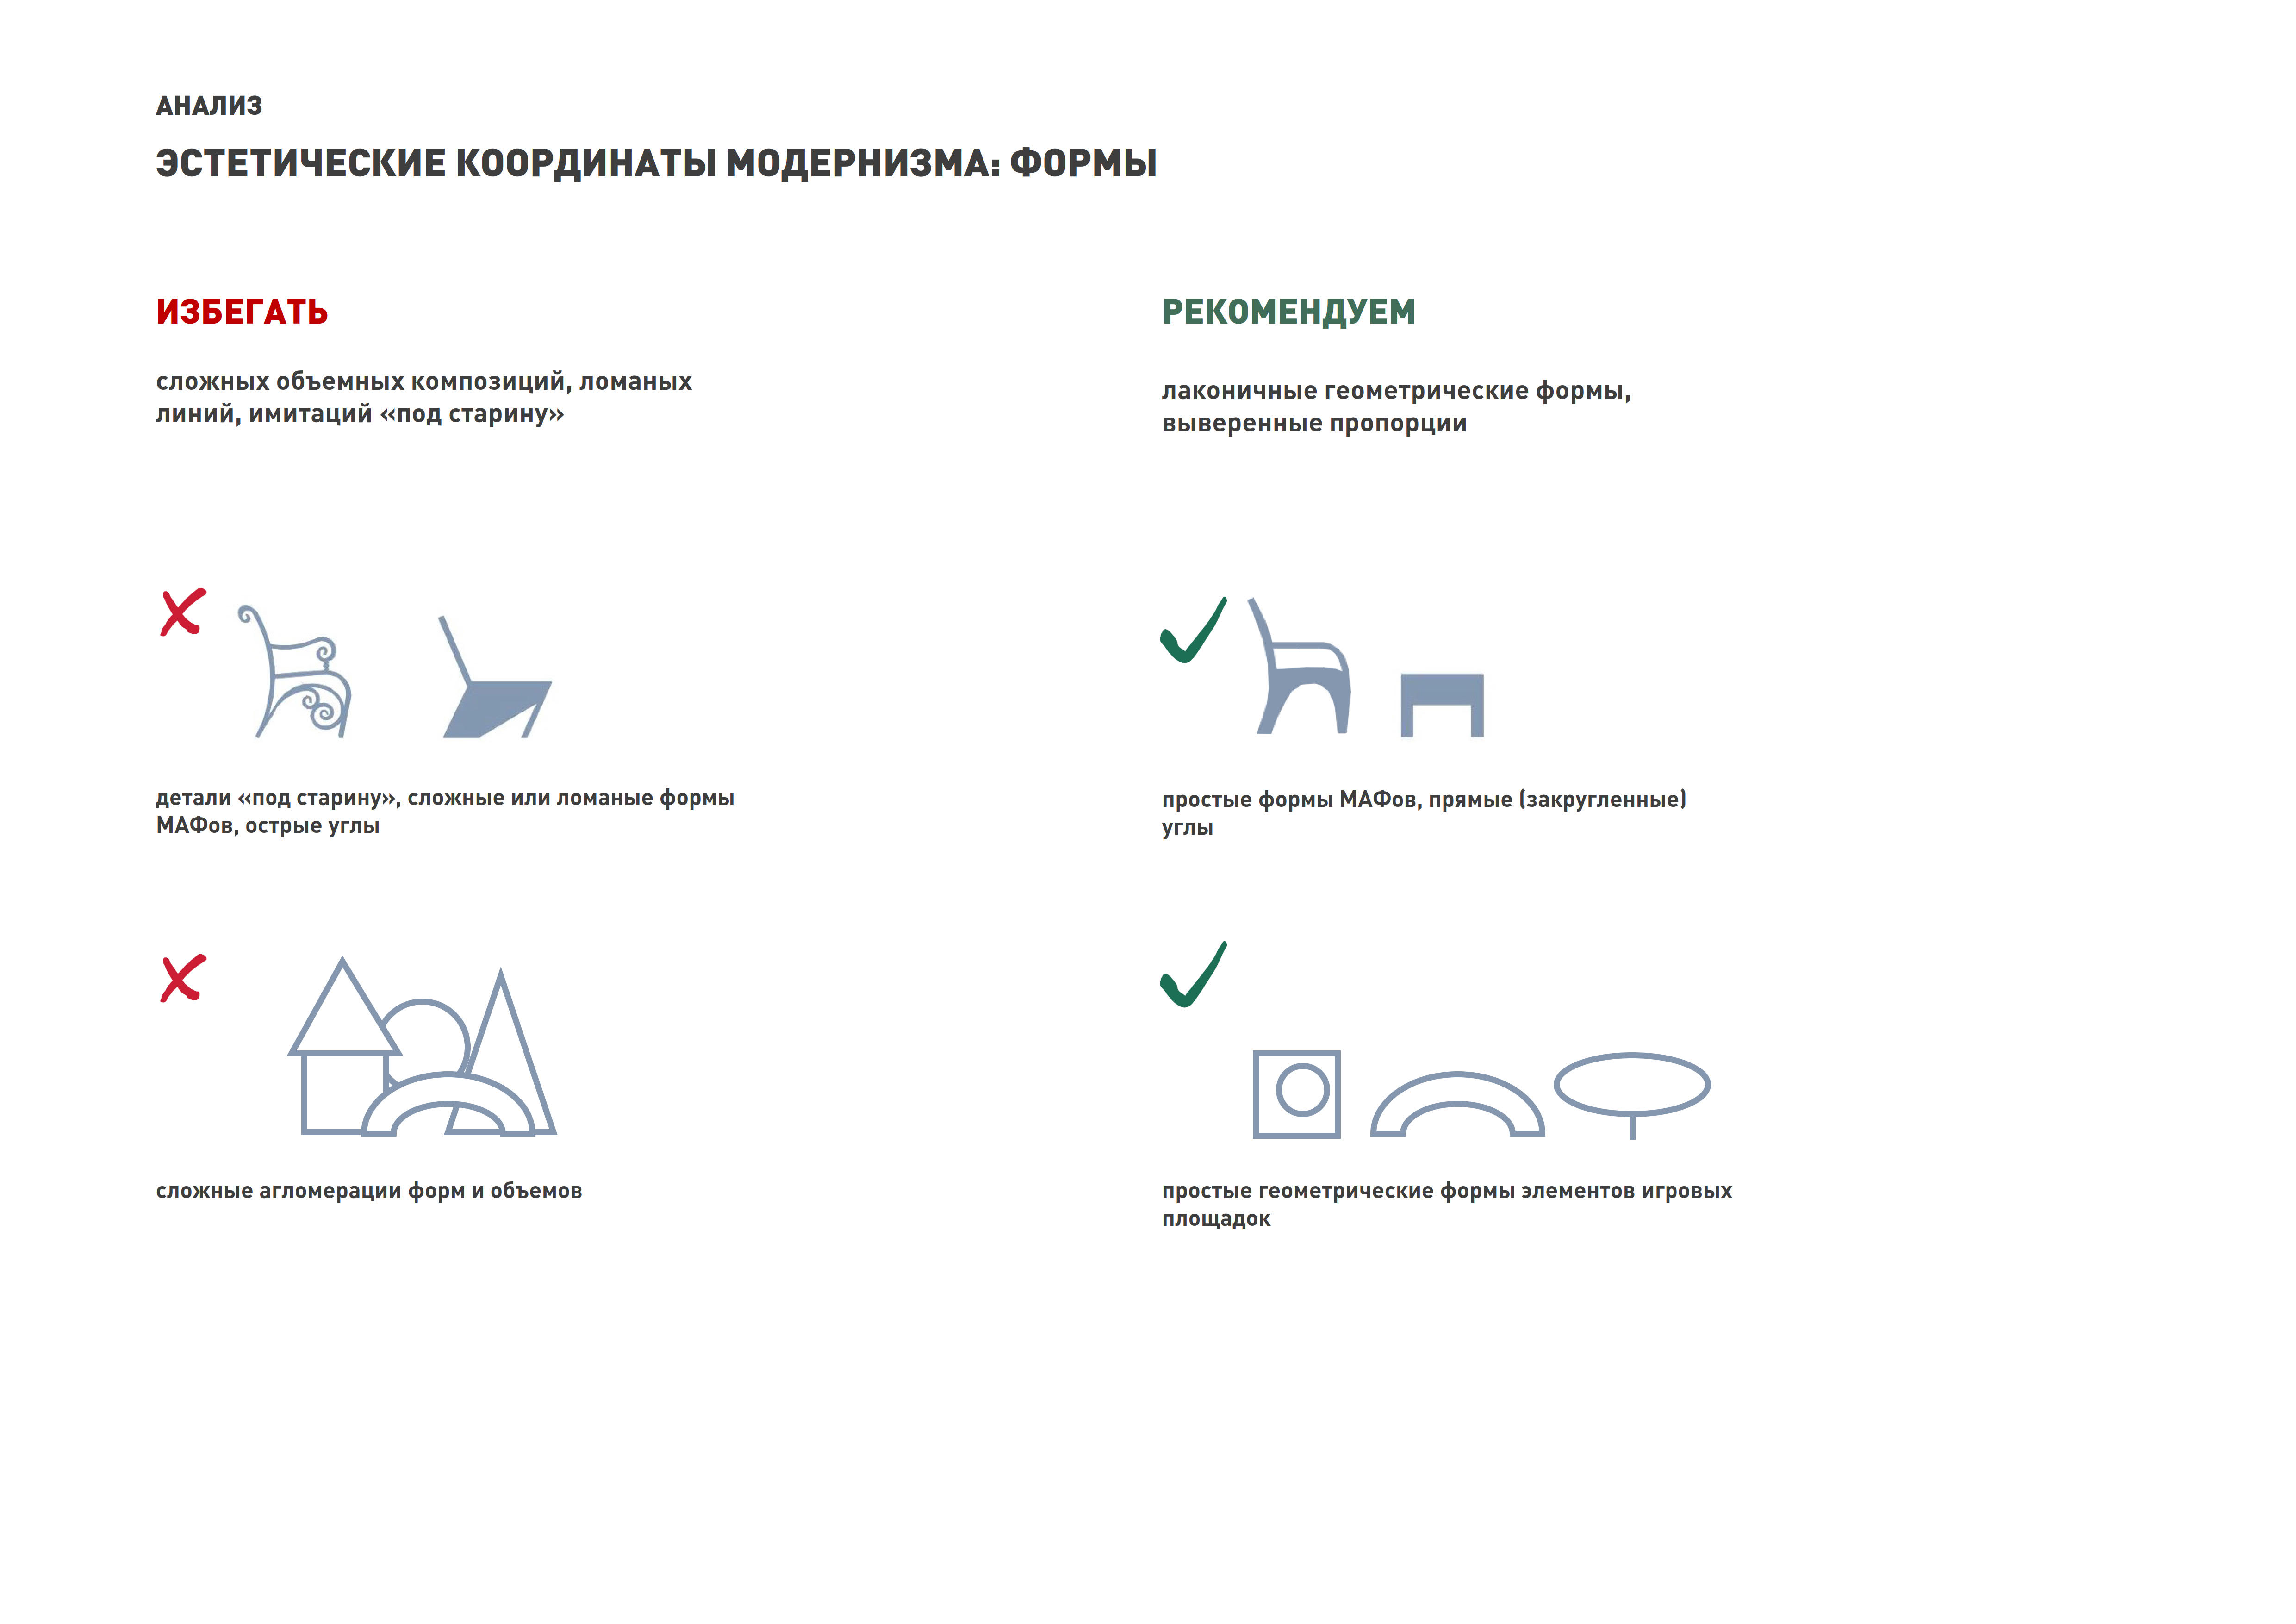 АНАЛИЗ
ЭСТЕТИЧЕСКИЕ КООРДИНАТЫ МОДЕРНИЗМА: ФОРМЫ
ИЗБЕГАТЬ
сложных объемных композиций, ломаных
линий, имитаций «под старину»
детали «под старину», сложные или ломаные формы
МАФов, острые углы
сложные агломерации форм и объемов
РЕКОМЕНДУЕМ
лаконичные геометрические формы,
выверенные пропорции
простые формы МАФов, прямые (закругленные)
углы
простые геометрические формы элементов игровых
площадок